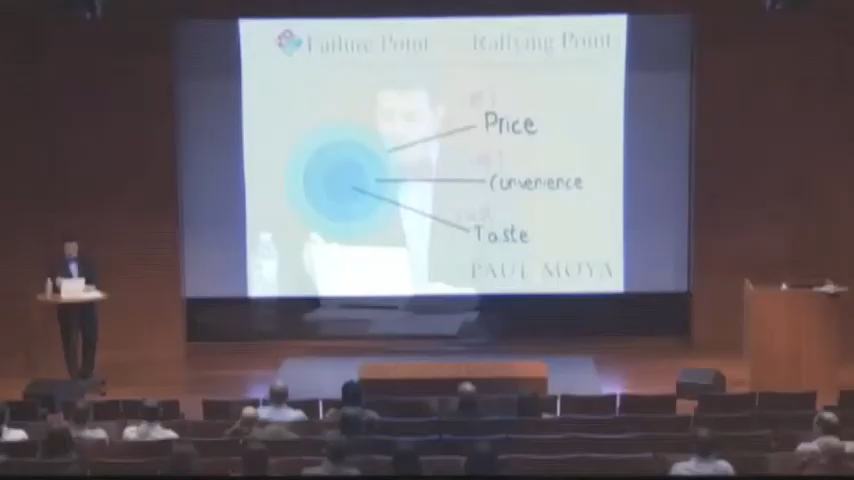 Failure Point Rallying Point
Price
Convenience
Taste
PAUL MOYA